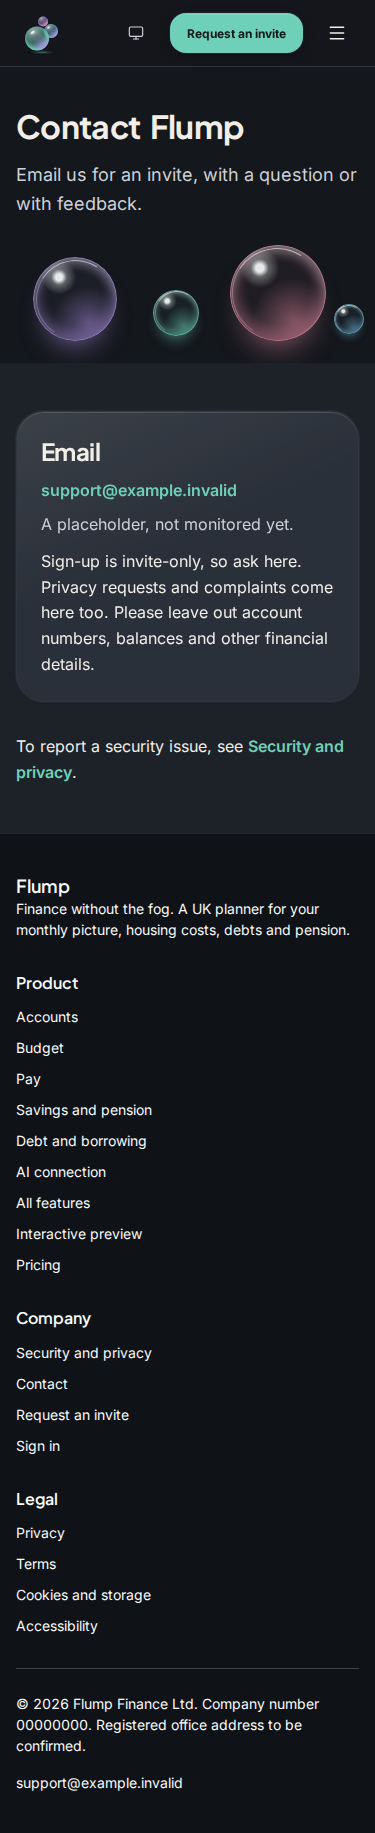 Request an invite
Contact Flump
Email us for an invite, with a question or
with feedback.
Email
support@example.invalid
A placeholder, not monitored yet.
Sign-up is invite-only, so ask here.
Privacy requests and complaints come
here too. Please leave out account
numbers, balances and other financial
details.
To report a security issue, see Security and
privacy.
Flump
Finance without the fog. A UK planner for your
monthly picture, housing costs, debts and pension.
Product
Accounts
Budget
Pay
Savings and pension
Debt and borrowing
AI connection
All features
Interactive preview
Pricing
Company
Security and privacy
Contact
Request an invite
Sign in
Legal
Privacy
Terms
Cookies and storage
Accessibility
© 2026 Flump Finance Ltd. Company number
00000000. Registered office address to be
confirmed.
support@example.invalid